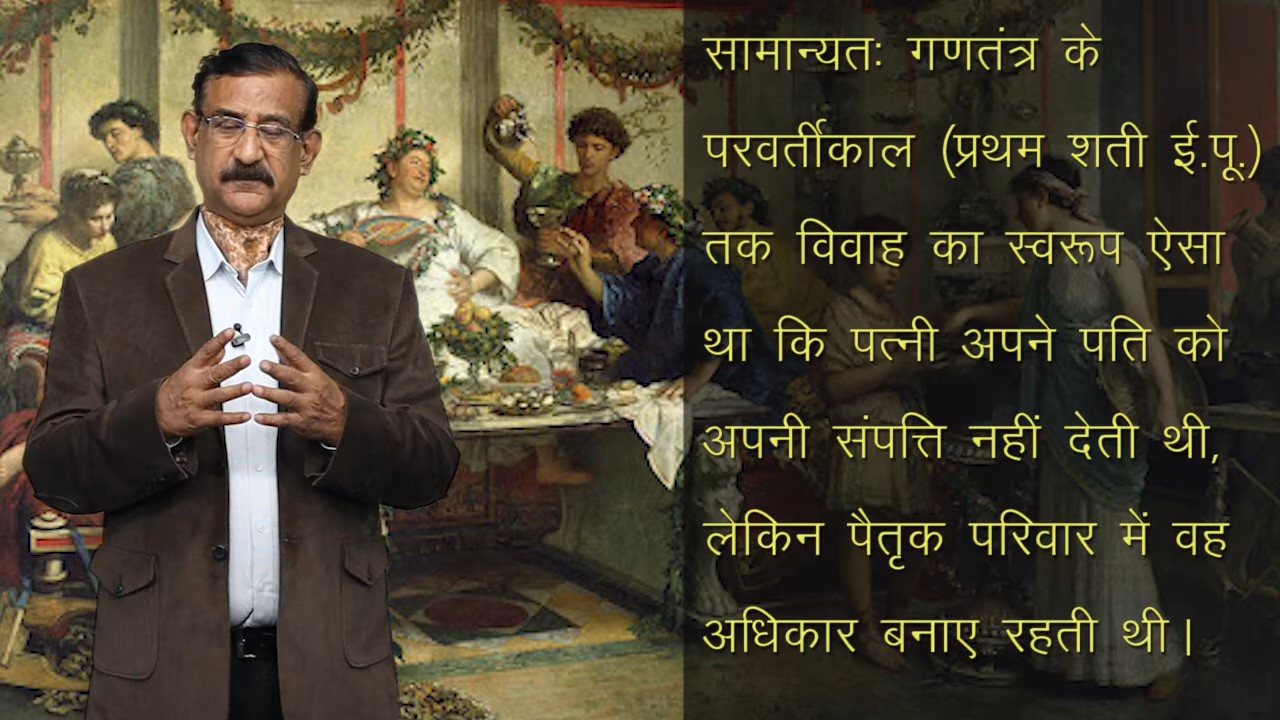 सामान्यतः गणतंत्र के
परवर्तीकाल (प्रथम शती ई.पू.)
तक विवाह का स्वरूप ऐसा
था कि पत्नी अपने पति को
अपनी संपत्ति नहीं देती थी,
लेकिन पैतृक परिवार में वह
अधिकार बनाए रहती थी।